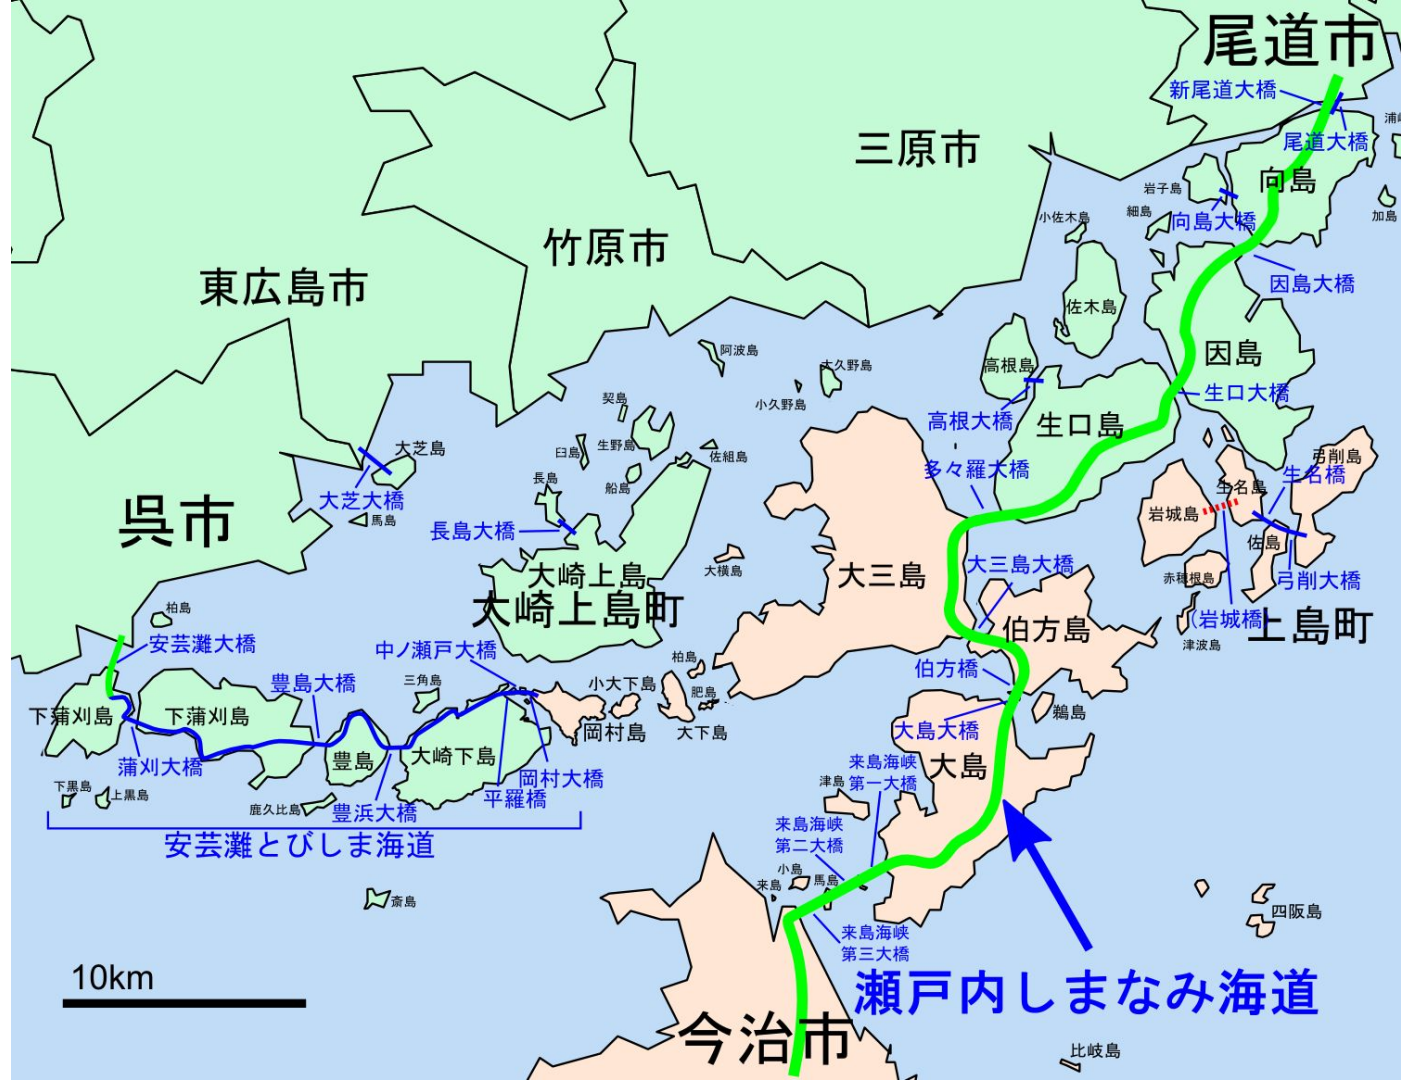 尾道市
新尾道大橋
尾道大橋
三原市
向島
岩子島
加島
細島
向島大橋
小佐木島
竹原市
東広島市
因島大橋
佐木島
阿波島
因島
高根島
大久野島
生口大橋
契島
小久野島
高根大橋
生口島
大芝島
臼島
生野島
佐組島
弓削島
多々羅大橋
生名橋
長島
船島
生名島
大芝大橋
呉市
馬島
長島大橋
岩城島
佐島
大崎上島
大横島
大三島
大三島大橋
赤穂根島
弓削大橋
大崎上島町
柏島
(岩城橋)
上島町
伯方島
安芸灘大橋
津波島
中ノ瀬戸大橋
柏島
伯方橋
豊島大橋
三角島
小大下島
肥島
下蒲刈島
下蒲刈島
鵜島
岡村島
大下島
大島大橋
豊島
大崎下島
大島
蒲刈大橋
来島海峡
第一大橋
岡村大橋
津島
下黒島
上黒島
平羅橋
鹿久比島
豊浜大橋
来島海峡
第二大橋
安芸灘とびしま海道
小島
来島
馬島
斎島
四阪島
来島海峡
第三大橋
10km
瀬戸内しまなみ海道
今治市
比岐島